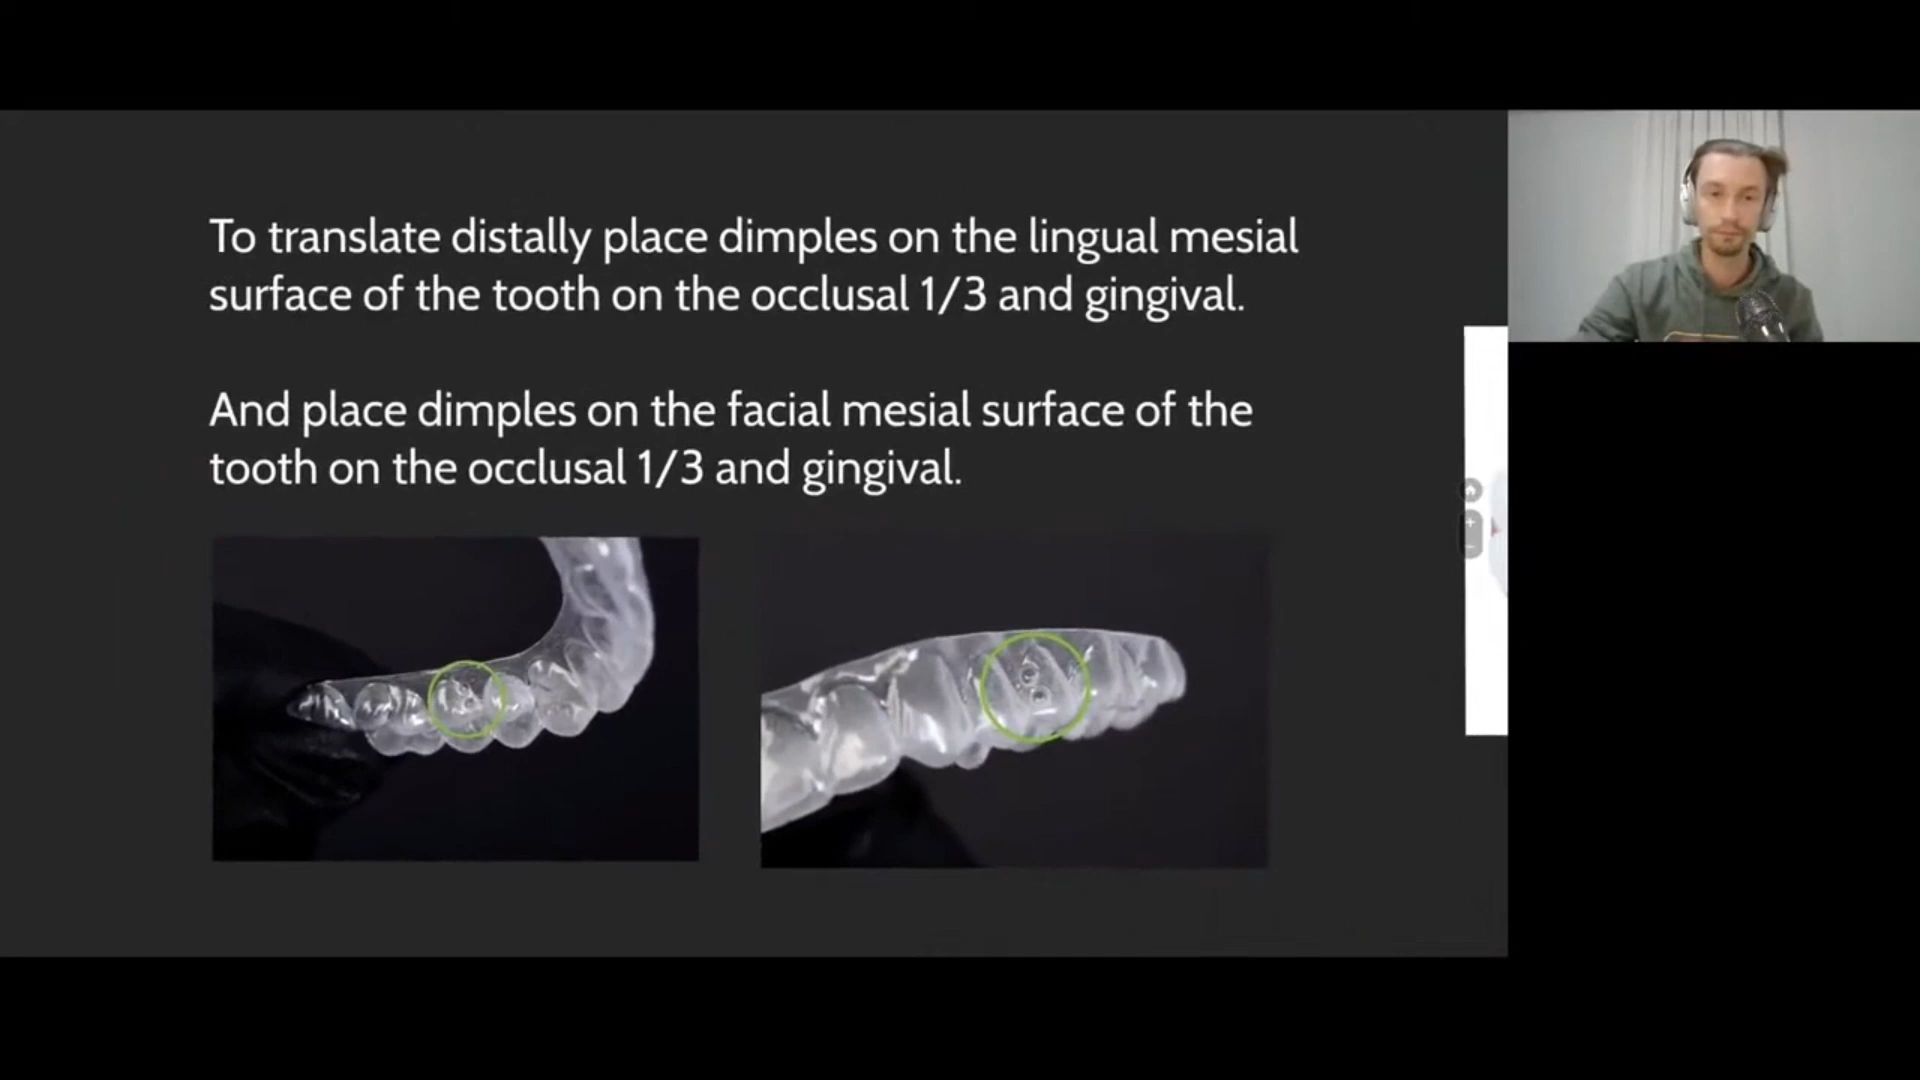 To translate distally place dimples on the lingual mesial
surface of the tooth on the occlusal 1/3 and gingival.
And place dimples on the facial mesial surface of the
tooth on the occlusal 1/3 and gingival.